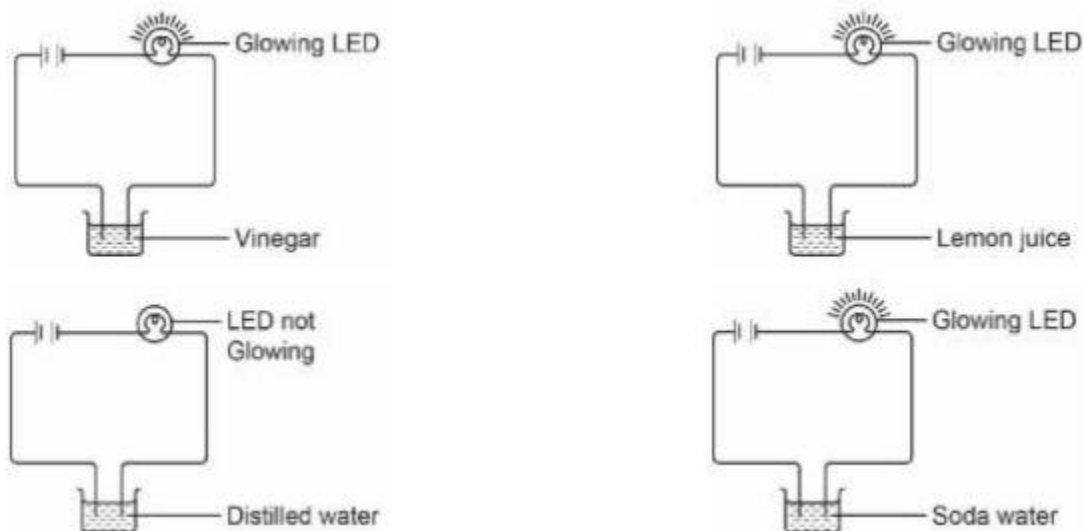 Glowing LED
Glowing LED
Vinegar
Lemon juice
LED not
Glowing
Glowing LED
Distilled water
Soda water